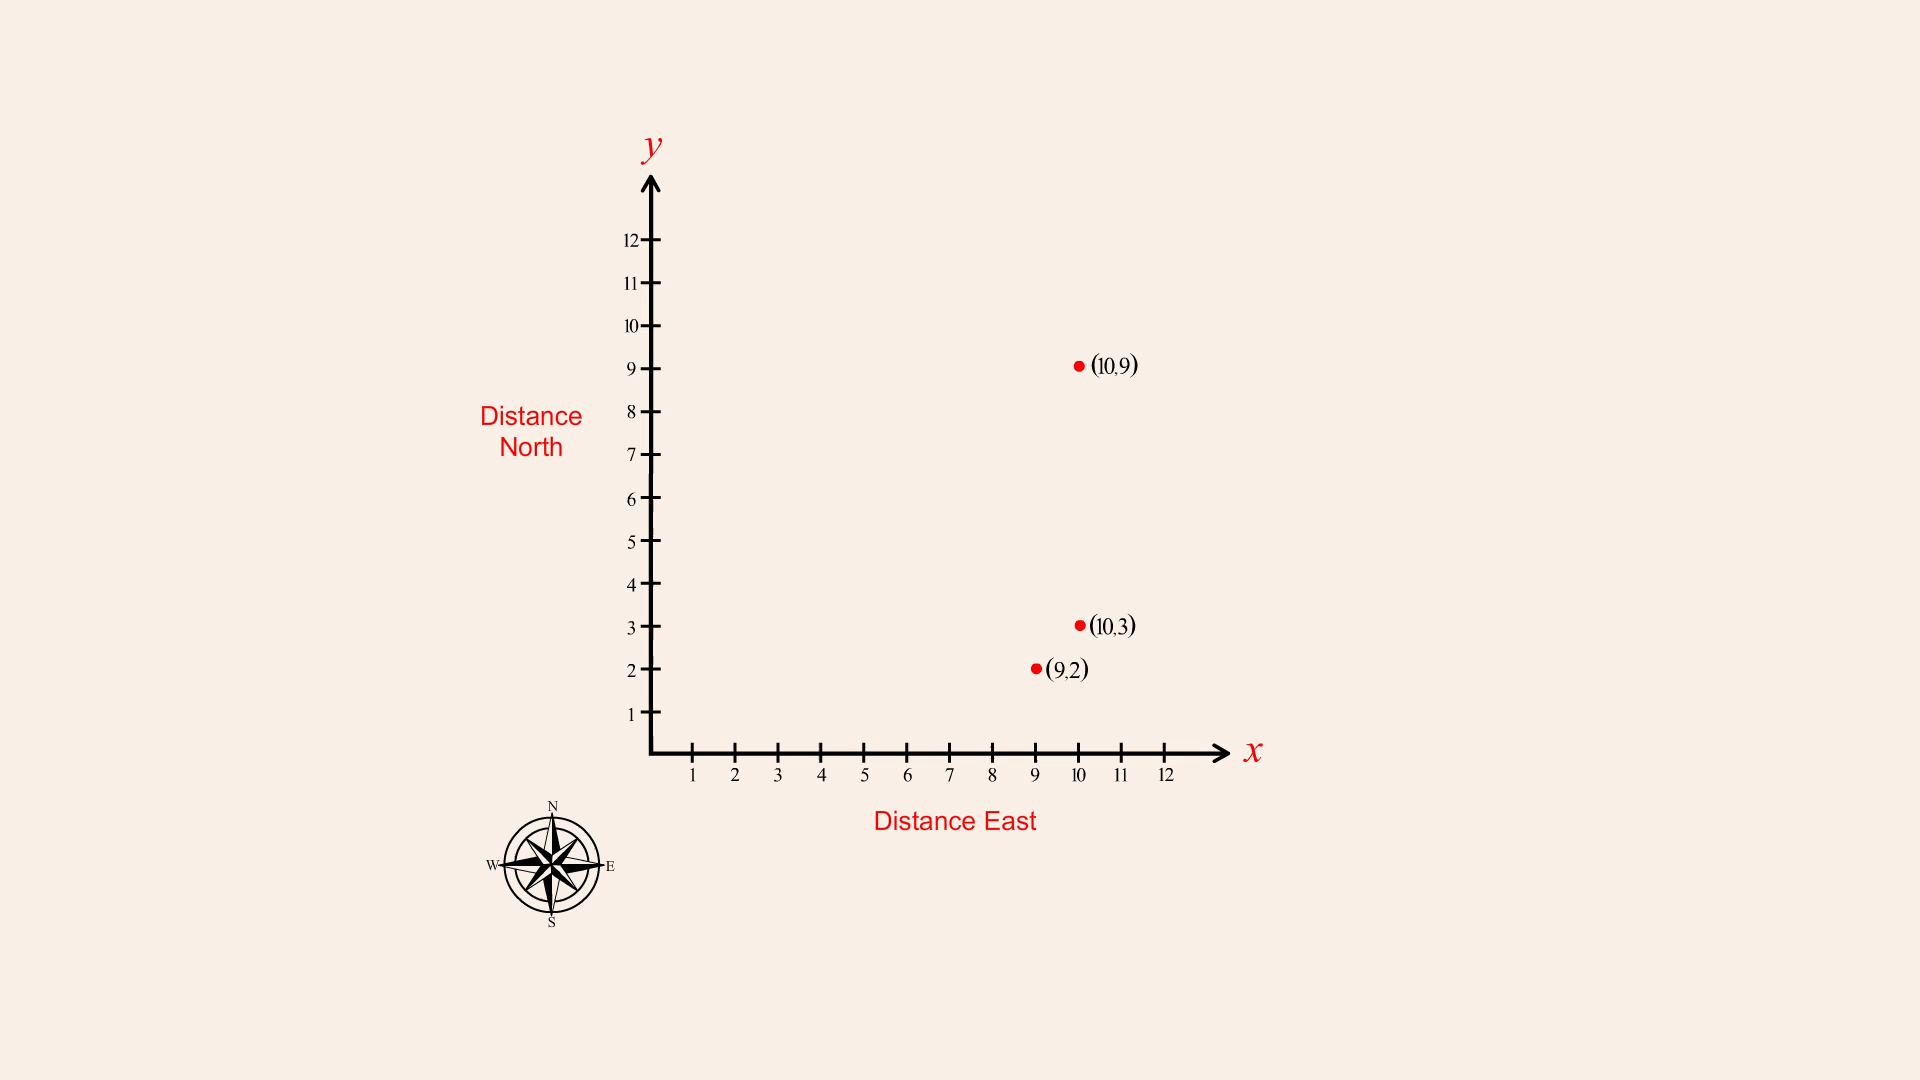 y
12
11
10
9
8
7
6
5
4
3
2
1
Distance
North
(10,9)
(10,3)
(9,2)
x
1 2 3 4 5 6 7 8 9 10 11 12
Distance East
N
W E
S